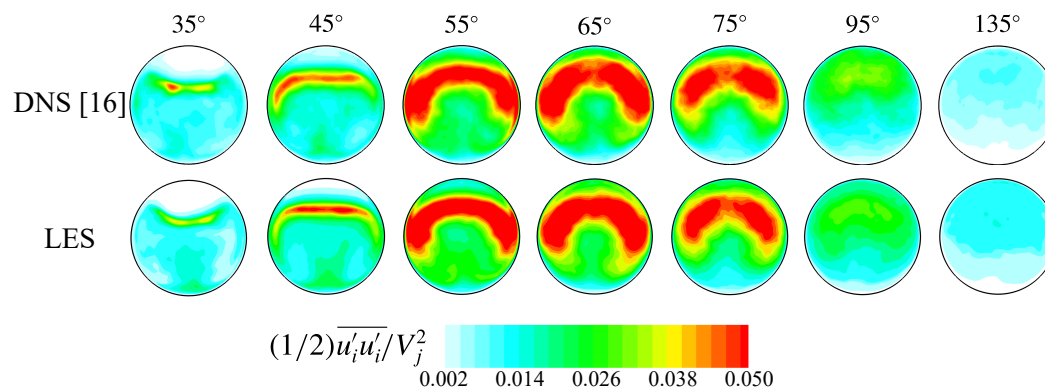 35° 45° 55° 65° 75° 95° 135°
DNS [16]
LES
(1/2)\overline{u_i'u_i'}/V_j^2
0.002 0.014 0.026 0.038 0.050